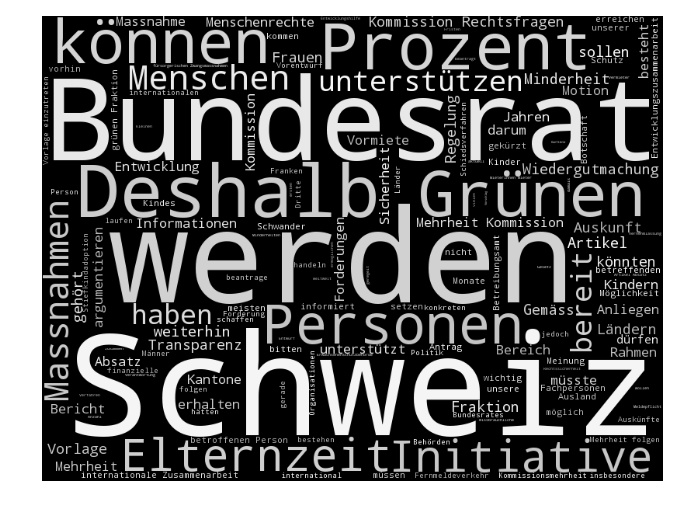 Massnahme Menschenrechte Kommission Rechtsfragen erreichen
unserer
können Prozent
kommen
Frauen
sollen
besteht
Schutz
vorhin
Vorentwurf
Menschen unterstützen Minderheit
internationalen
Motion
Vorlage einzutreten
grünen Fraktion
Entwicklungszusammenarbeit
Bundesrat
Kommission
Regelung
Schiedsverfahren
Jahren
darum
gekürzt
Botschaft
Vormiete
Entwicklung
Franken
Kinder
Wiedergutmachung
Sicherheit
Länder
Person
Kindes
Dritte
Deshalb Grünen
laufen Informationen Schwander
Mehrheit Kommission
Auskunft
Massnahmen
gehört
Stiefkindadoption
argumentieren
werden
Forderungen
nicht
Betreibungsamt
Artikel
könnten
betreffenden
Kindern
Möglichkeit
beantrage
handeln
Monate
bereit
haben
meisten
Forderung
schaffen
informiert
setzen
konkreten
Gemäss
Anliegen
weiterhin
Personen
Ländern
jedoch
dürfen
Transparenz
bitten
unterstützt
Politik
Antrag
Bereich
Meinung
Rahmen
Absatz
Männer
finanzielle
Schweiz
Kantone
folgen
gerade
Organisationen
wichtig
unsere
müsste
Fachpersonen
Ausland
Bericht
erhalten
hatten
Fraktion
Bundesrates
möglich
Auskünfte
Meldepflicht
betroffenen Person
bestehen
Behörden
Mehrheit folgen
Vorlage
Elternzeit Initiative
Mehrheit
internationale Zusammenarbeit
international
müssen
Fernmeldeverkehr
Kommissionsmehrheit
insbesondere